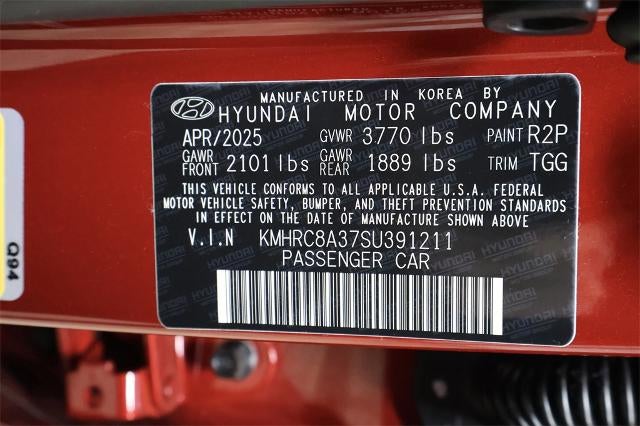 MANUFACTURED IN KOREA BY
HYUNDAI MOTOR COMPANY
APR/2025 GVWR 3770 lbs PAINT R2P
GAWR FRONT 2101 lbs GAWR REAR 1889 lbs TRIM TGG
THIS VEHICLE CONFORMS TO ALL APPLICABLE U.S.A. FEDERAL
MOTOR VEHICLE SAFETY, BUMPER, AND THEFT PREVENTION STANDARDS
IN EFFECT ON THE DATE OF MANUFACTURE SHOWN ABOVE.
V.I.N KMHRC8A37SU391211
PASSENGER CAR
Q94